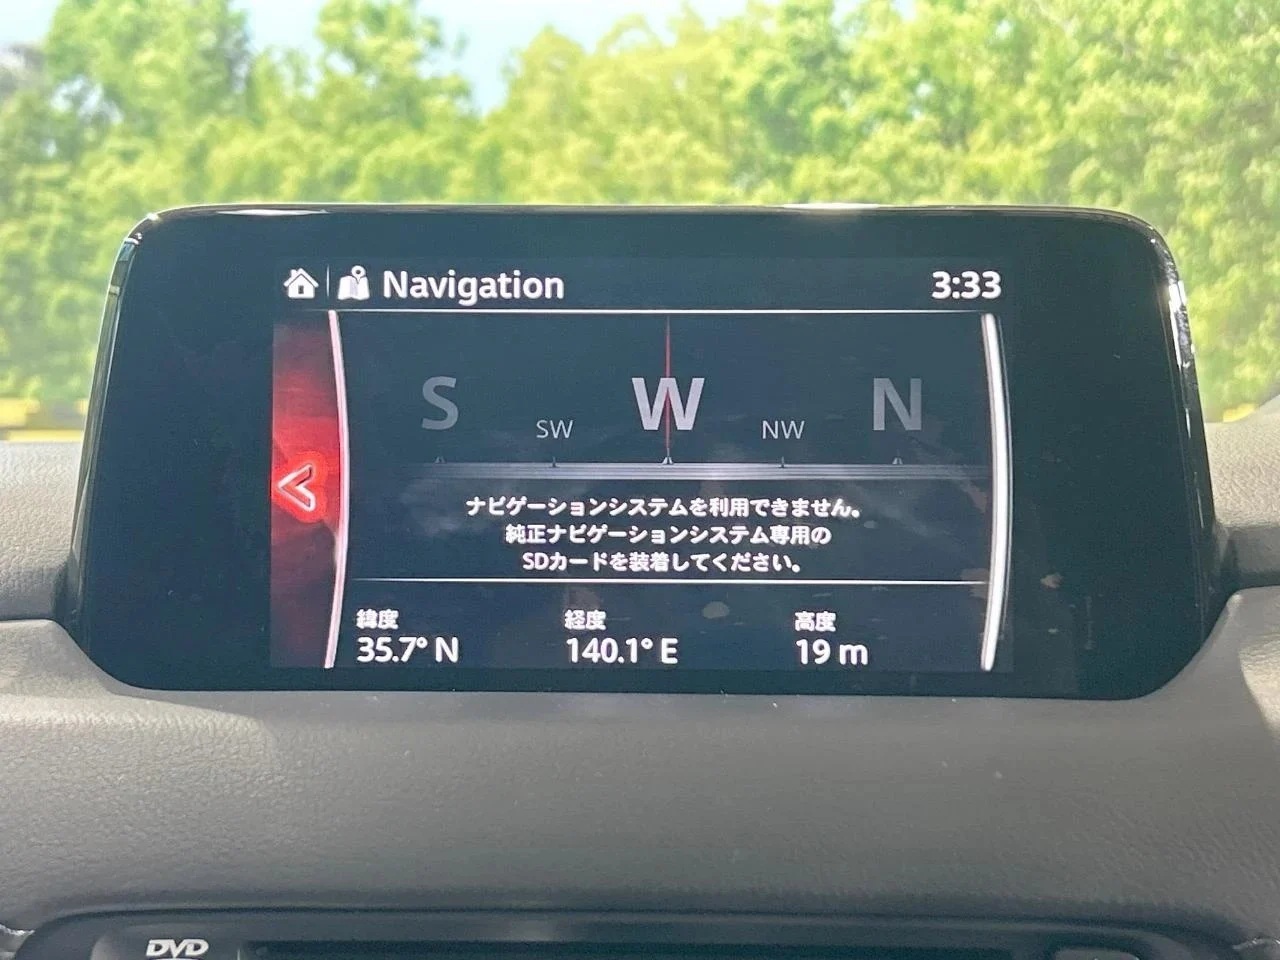 Navigation 3:33
S SW W NW N
ナビゲーションシステムを利用できません。
純正ナビゲーションシステム専用の
SDカードを装着してください。
緯度 経度 高度
35.7° N 140.1° E 19 m
DVD